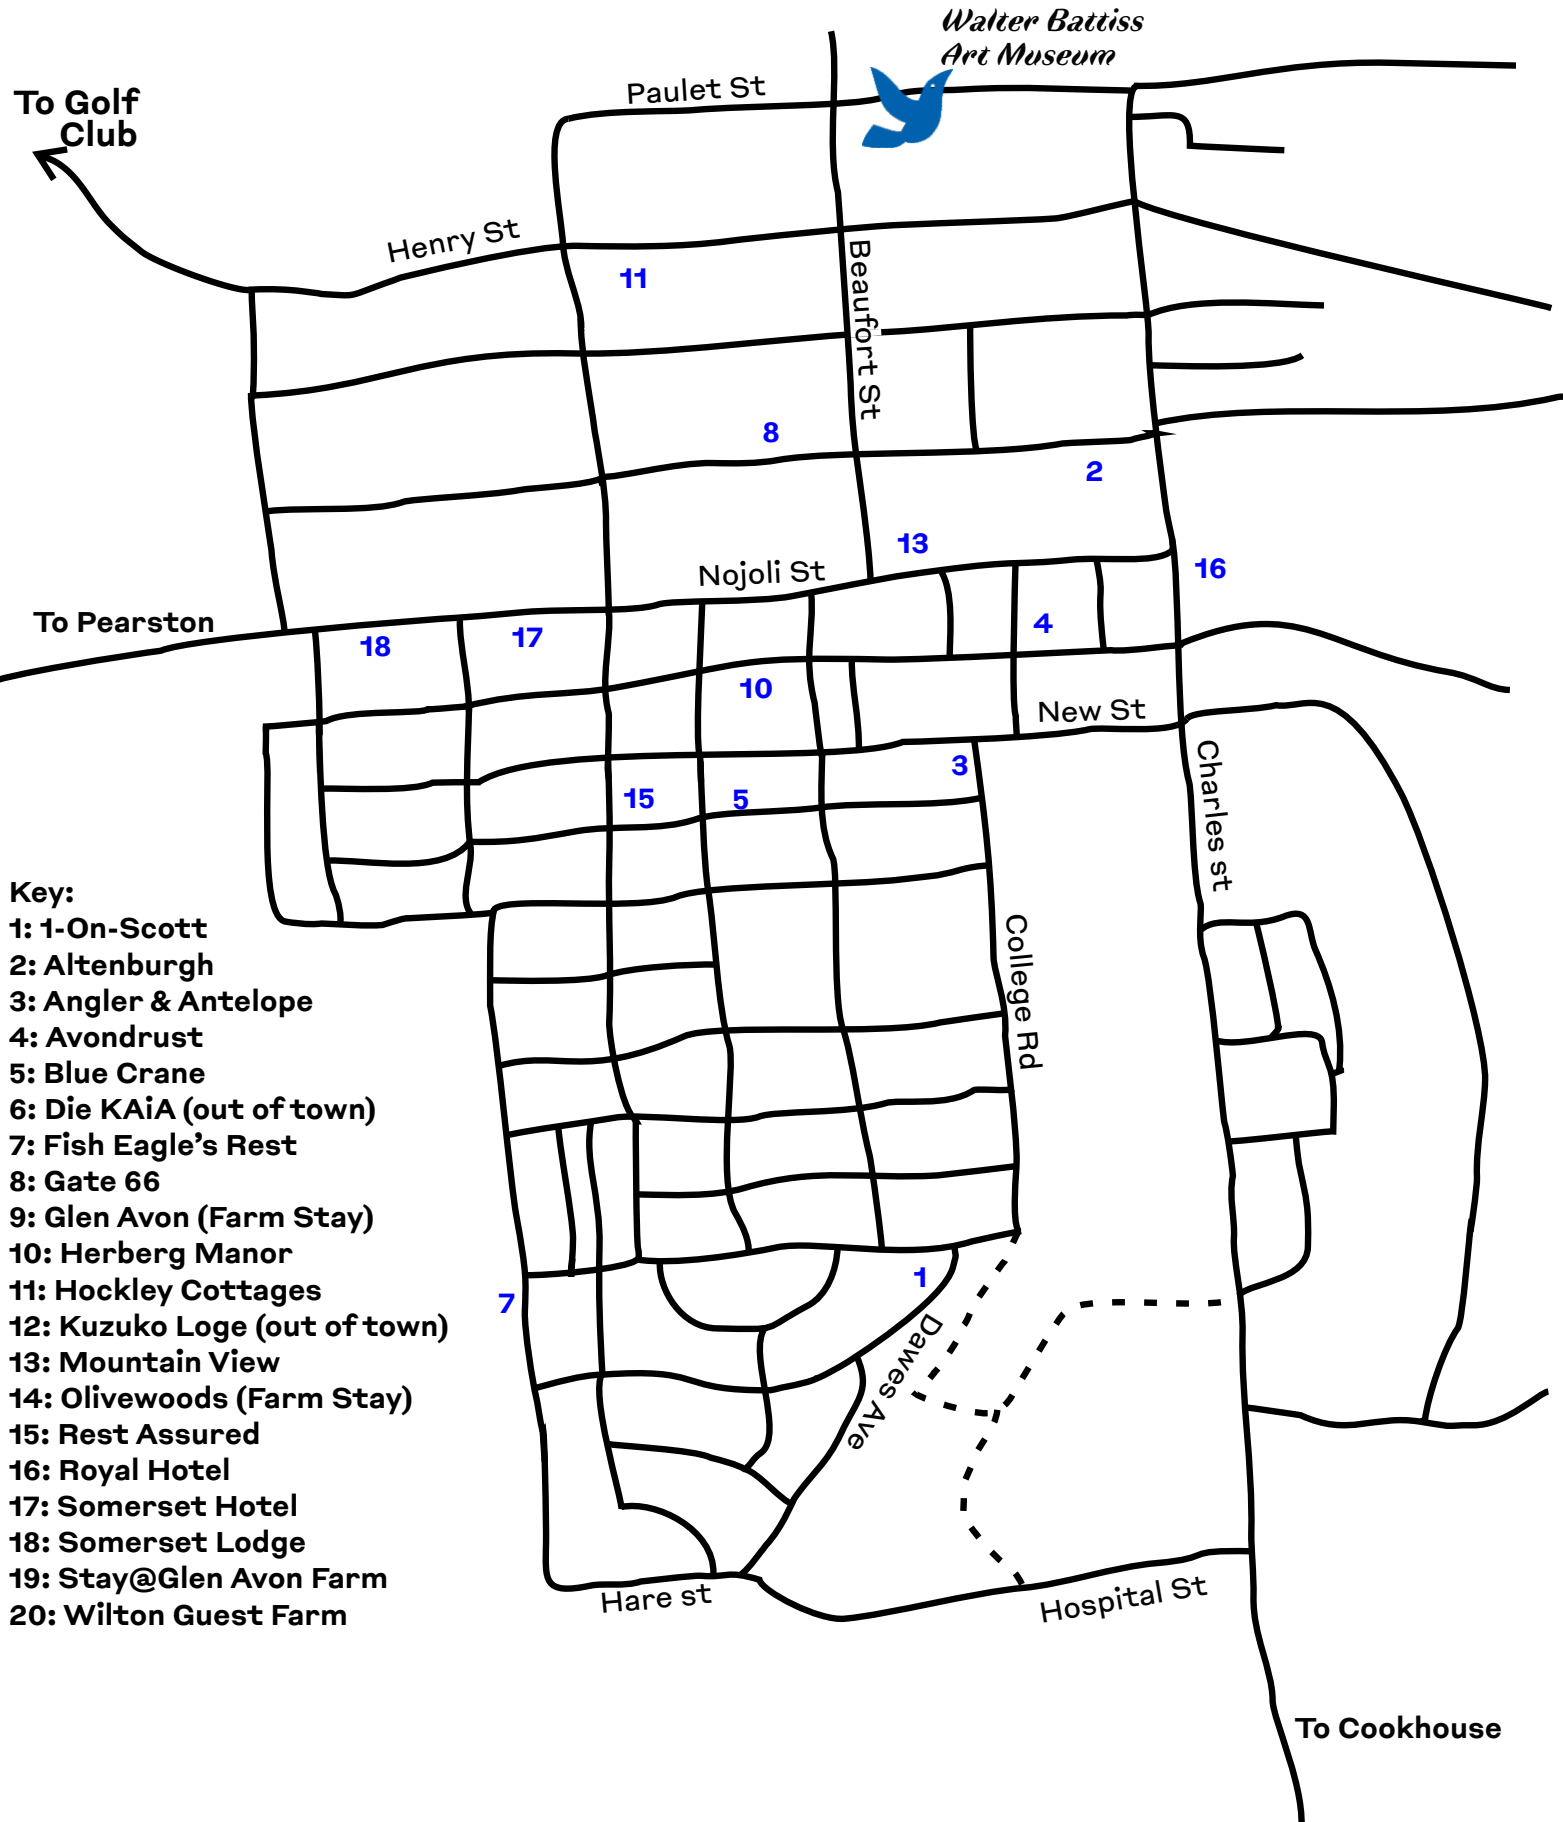 Walter Battiss
Art Museum
To Golf
Club
Paulet St
Henry St
11
Beaufort St
8
2
13
16
Nojoli St
To Pearston
4
18
17
10
New St
3
Charles st
15
5
Key:
1: 1-On-Scott
2: Altenburgh
3: Angler & Antelope
4: Avondrust
5: Blue Crane
6: Die KAiA (out of town)
7: Fish Eagle's Rest
8: Gate 66
9: Glen Avon (Farm Stay)
10: Herberg Manor
11: Hockley Cottages
12: Kuzuko Loge (out of town)
13: Mountain View
14: Olivewoods (Farm Stay)
15: Rest Assured
16: Royal Hotel
17: Somerset Hotel
18: Somerset Lodge
19: Stay@Glen Avon Farm
20: Wilton Guest Farm
College Rd
1
7
Dawes Ave
Hare st
Hospital St
To Cookhouse